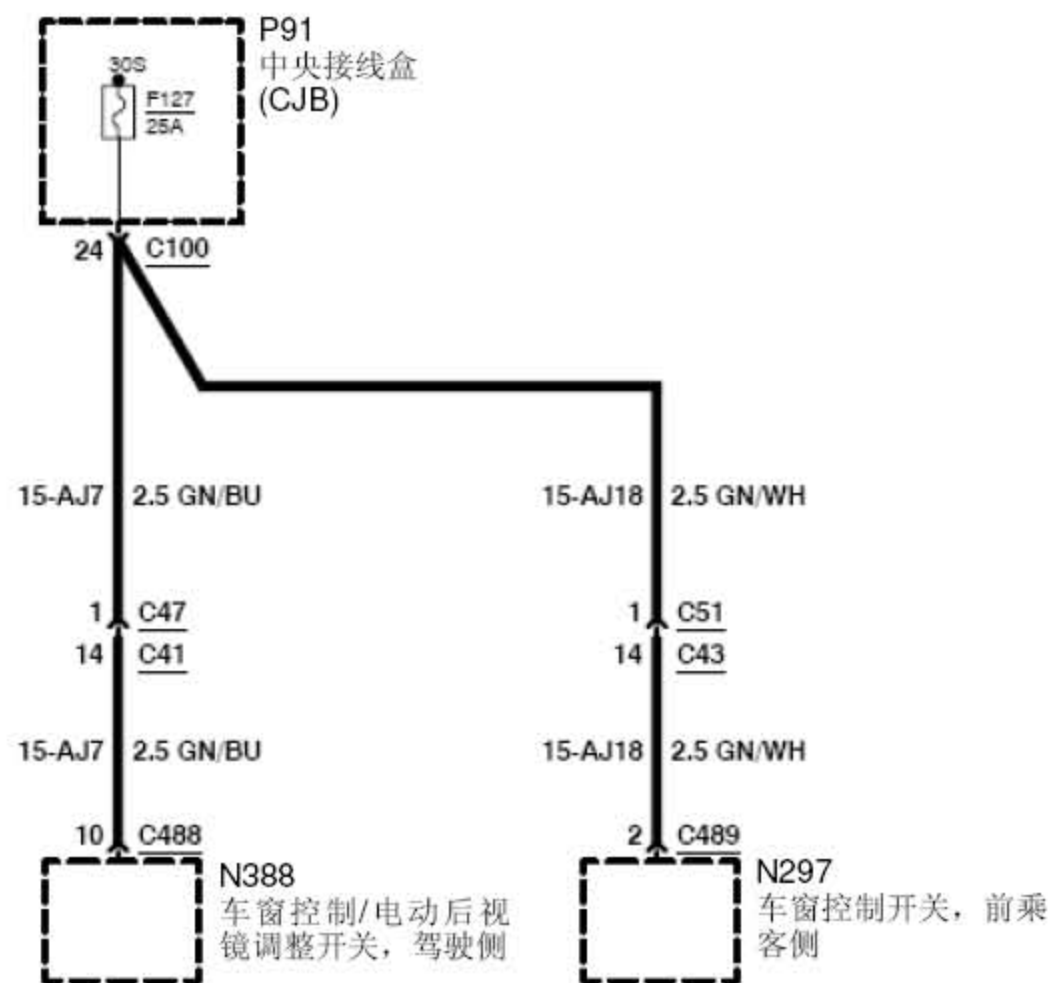 P91
中央接线盒
(CJB)
30S
F127
25A
24 C100
15-AJ7 2.5 GN/BU
15-AJ18 2.5 GN/WH
1 C47
14 C41
1 C51
14 C43
15-AJ7 2.5 GN/BU
15-AJ18 2.5 GN/WH
10 C488
2 C489
N388
车窗控制/电动后视
镜调整开关，驾驶侧
N297
车窗控制开关，前乘
客侧